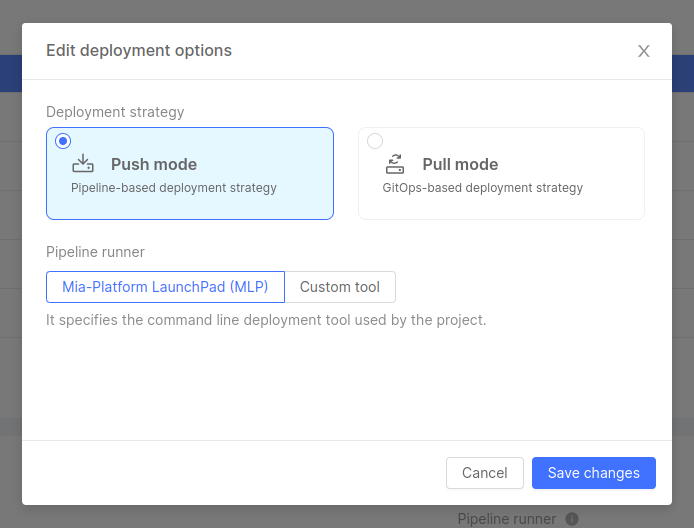 Edit deployment options
Deployment strategy
Push mode
Pipeline-based deployment strategy
Pull mode
GitOps-based deployment strategy
Pipeline runner
Mia-Platform LaunchPad (MLP)
Custom tool
It specifies the command line deployment tool used by the project.
Cancel
Save changes
Pipeline runner